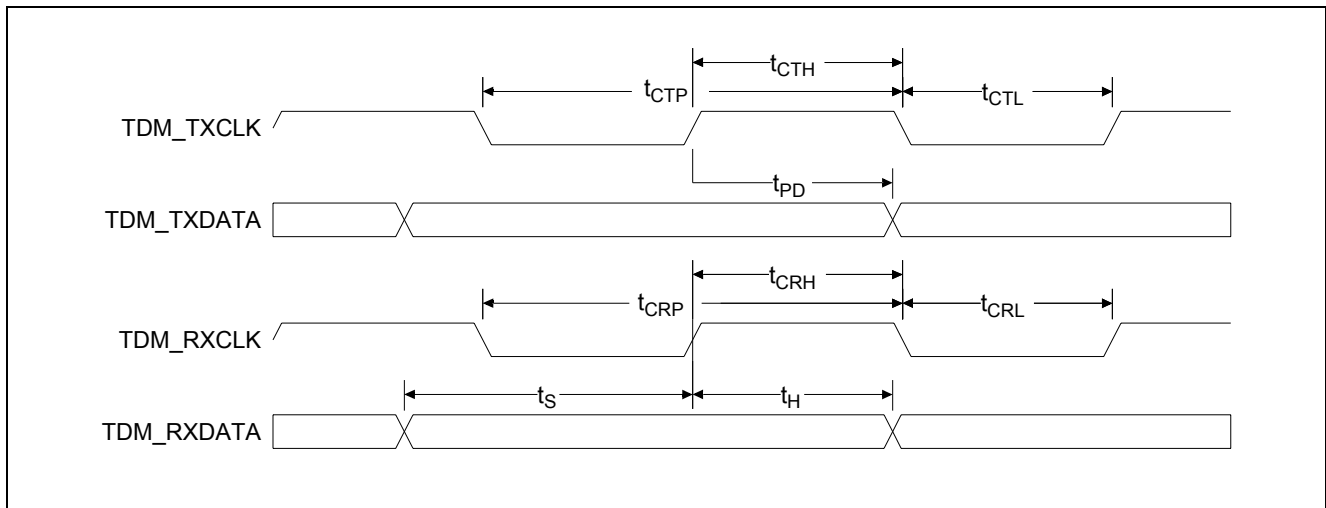 tCTH
tCTP
tCTL
TDM_TXCLK
tPD
TDM_TXDATA
tCRH
tCRP
tCRL
TDM_RXCLK
tS
tH
TDM_RXDATA